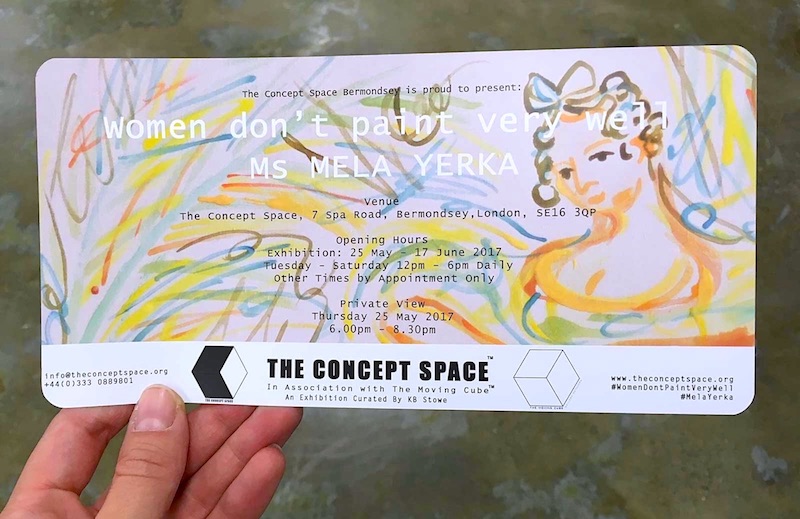 The Concept Space Bermondsey is proud to present:
Women don't paint very well
MS MELA YERKA
Venue
The Concept Space, 7 Spa Road, Bermondsey,London, SE16 3QP
Opening Hours
Exhibition: 25 May - 17 June 2017
Tuesday - Saturday 12pm - 6pm Daily
Other Times by Appointment Only
Private View
Thursday 25 May 2017
6.00pm - 8.30pm
info@theconceptspace.org
+44(0)333 0889801
THE CONCEPT SPACE
THE CONCEPT SPACE™
In Association with The Moving Cube™
An Exhibition Curated By KB Stowe
THE MOVING CUBE
www.theconceptspace.org
#WomenDontPaintVeryWell
#MelaYerka